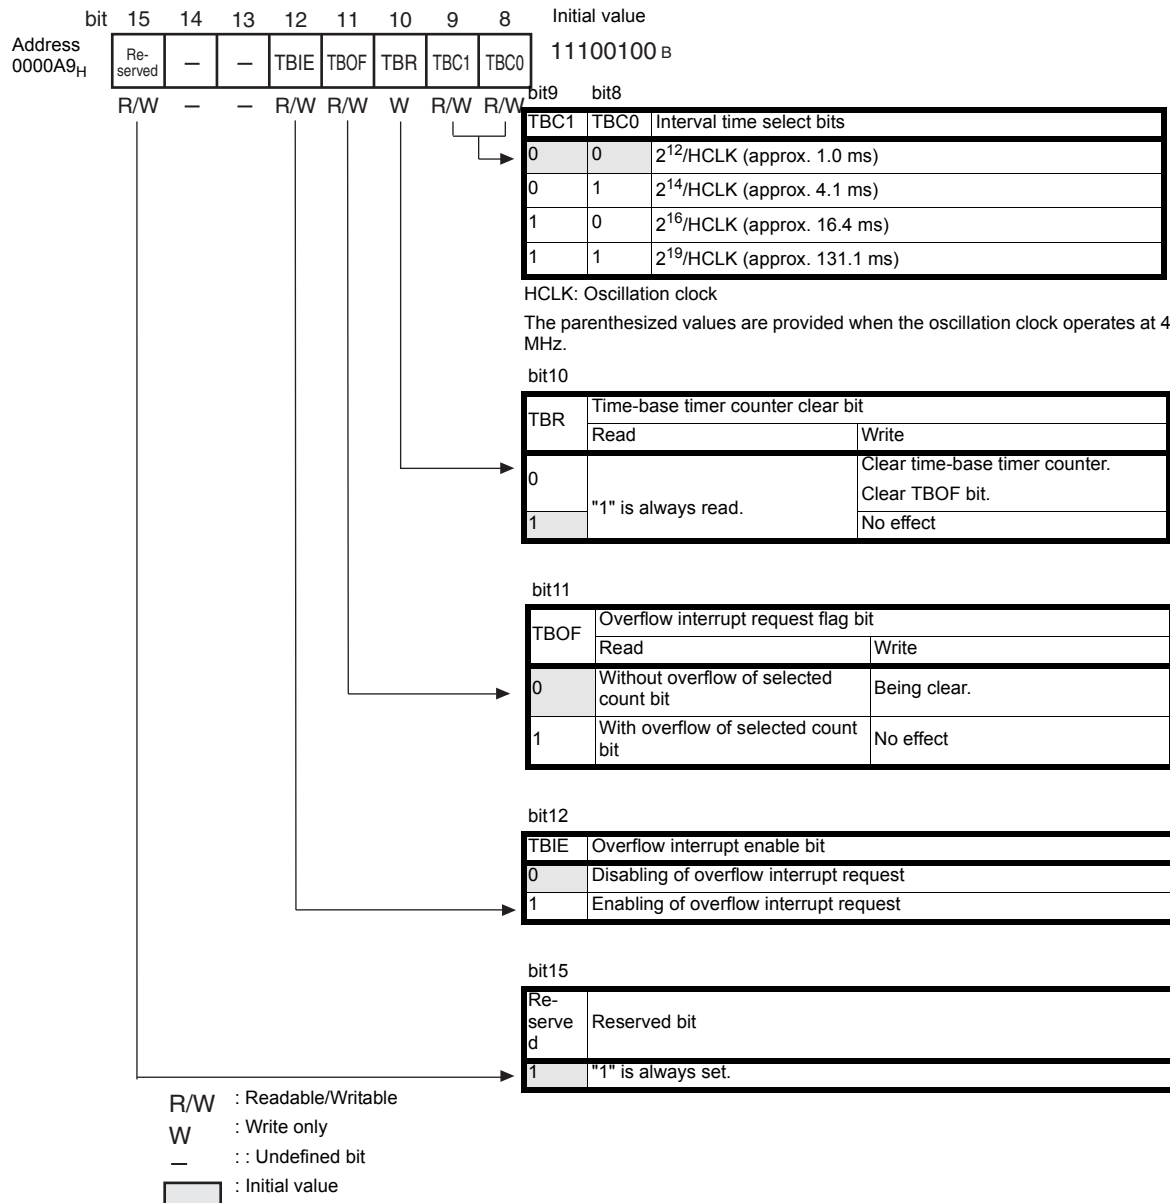 bit 15 14 13 12 11 10 9 8 Initial value
Address
0000A9H
Re-
served – – TBIE TBOF TBR TBC1 TBC0 11100100 B
R/W – – R/W R/W W R/W R/W
bit9 bit8
TBC1 TBC0 Interval time select bits
0 0 2^12/HCLK (approx. 1.0 ms)
0 1 2^14/HCLK (approx. 4.1 ms)
1 0 2^16/HCLK (approx. 16.4 ms)
1 1 2^19/HCLK (approx. 131.1 ms)
HCLK: Oscillation clock
The parenthesized values are provided when the oscillation clock operates at 4
MHz.
bit10
TBR Time-base timer counter clear bit
Read Write
0 "1" is always read. Clear time-base timer counter.
Clear TBOF bit.
1 No effect
bit11
TBOF Overflow interrupt request flag bit
Read Write
0 Without overflow of selected
count bit Being clear.
1 With overflow of selected count
bit No effect
bit12
TBIE Overflow interrupt enable bit
0 Disabling of overflow interrupt request
1 Enabling of overflow interrupt request
bit15
Re-
serve
d Reserved bit
1 "1" is always set.
R/W : Readable/Writable
W : Write only
– : : Undefined bit
: Initial value